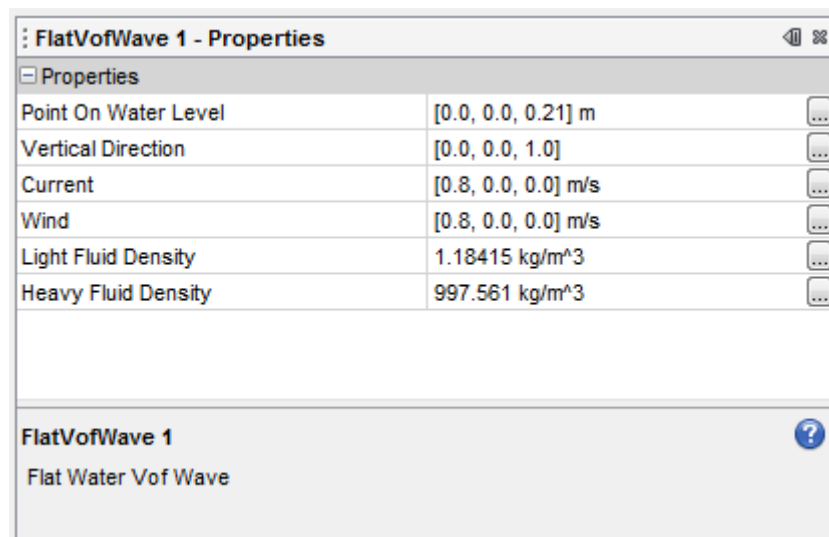 FlatVofWave 1 - Properties
Properties
Point On Water Level [0.0, 0.0, 0.21] m ...
Vertical Direction [0.0, 0.0, 1.0] ...
Current [0.8, 0.0, 0.0] m/s ...
Wind [0.8, 0.0, 0.0] m/s ...
Light Fluid Density 1.18415 kg/m^3 ...
Heavy Fluid Density 997.561 kg/m^3 ...
FlatVofWave 1 ?
Flat Water Vof Wave